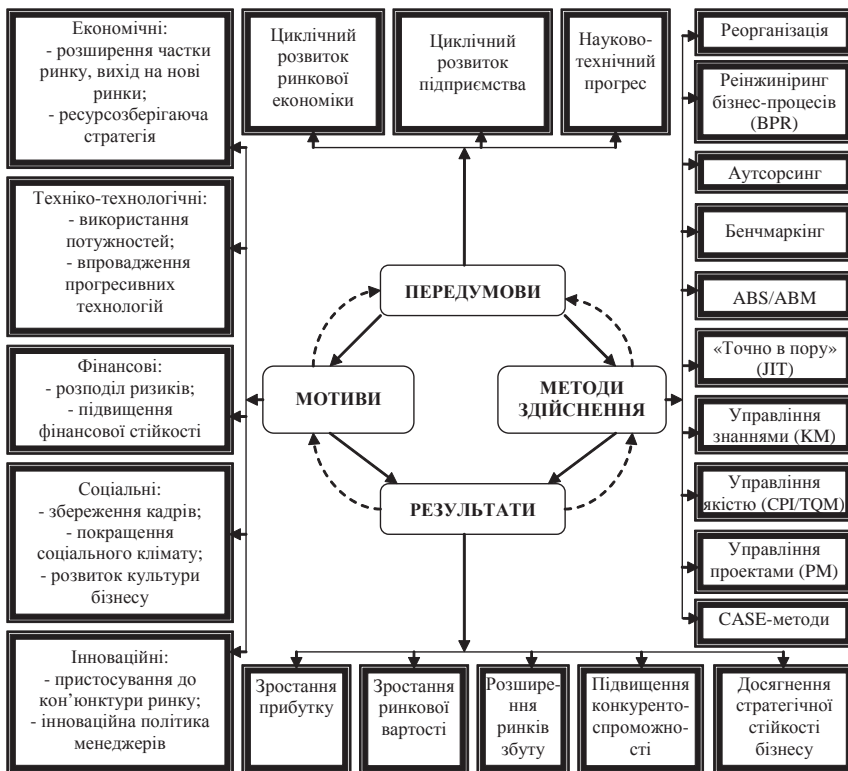 Економічні:
- розширення частки
ринку, вихід на нові
ринки;
- ресурсозберігаюча
стратегія
Циклічний
розвиток
ринкової
економіки
Циклічний
розвиток
підприємства
Науково-
технічний
прогрес
Реорганізація
Реінжиніринг
бізнес-процесів
(BPR)
Аутсорсинг
Бенчмаркінг
ABS/ABM
«Точно в пору»
(JIT)
Управління
знаннями (KM)
Управління
якістю (CPI/TQM)
Управління
проектами (PM)
CASE-методи
Техніко-технологічні:
- використання
потужностей;
- впровадження
прогресивних
технологій
Фінансові:
- розподіл ризиків;
- підвищення
фінансової стійкості
Соціальні:
- збереження кадрів;
- покращення
соціального клімату;
- розвиток культури
бізнесу
Інноваційні:
- пристосування до
кон’юнктури ринку;
- інноваційна політика
менеджерів
ПЕРЕДУМОВИ
МОТИВИ
МЕТОДИ
ЗДІЙСНЕННЯ
РЕЗУЛЬТАТИ
Зростання
прибутку
Зростання
ринкової
вартості
Розшире-
ння
ринків
збуту
Підвищення
конкуренто-
спроможно-
сті
Досягнення
стратегічної
стійкості
бізнесу